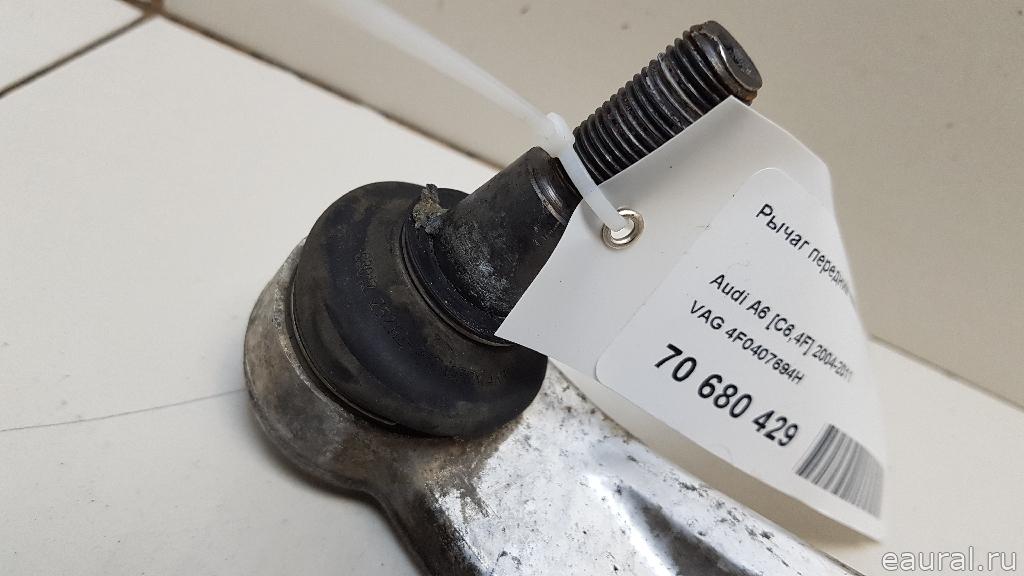 Рычаг передний
Audi A6 [C6,4F] 2004-2011
VAG 4F0407694H
70 680 429
eaural.ru